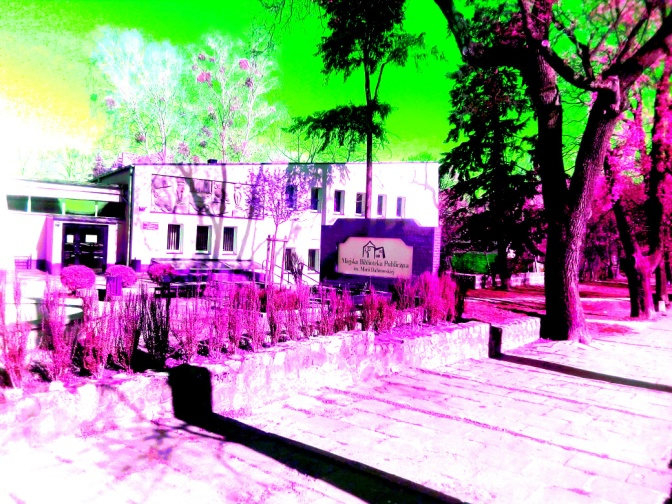 Miejska Biblioteka Publiczna
im. Marii Dąbrowskiej